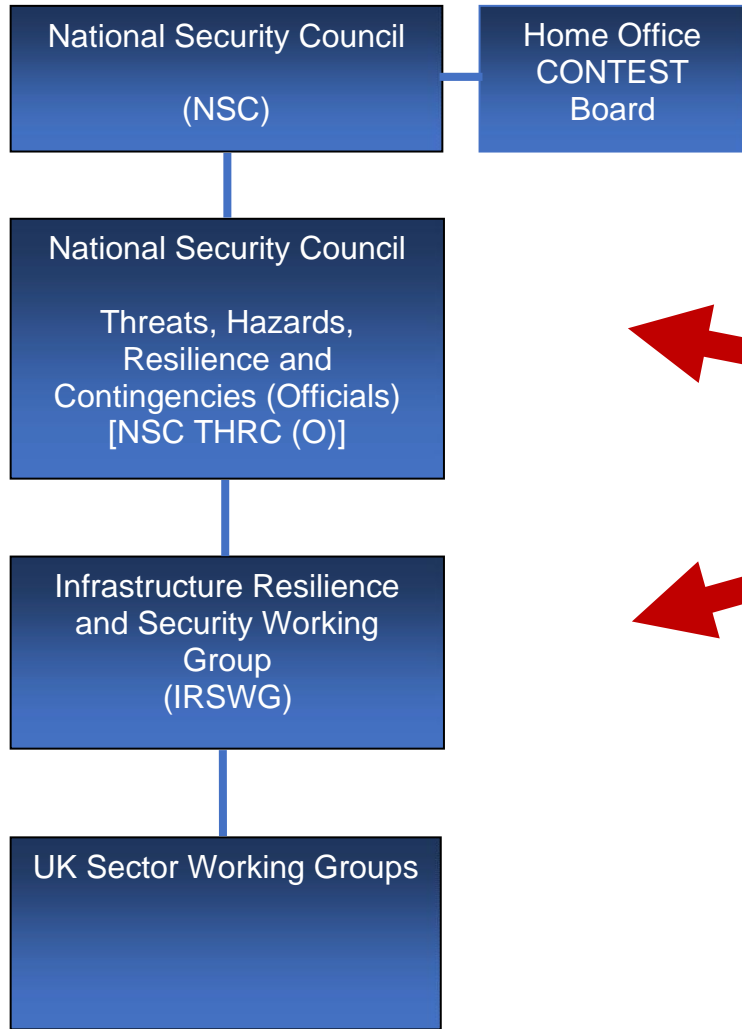 National Security Council
(NSC)
Home Office
CONTEST
Board
National Security Council
Threats, Hazards,
Resilience and
Contingencies (Officials)
[NSC THRC (O)]
Infrastructure Resilience
and Security Working
Group
(IRSWG)
UK Sector Working Groups